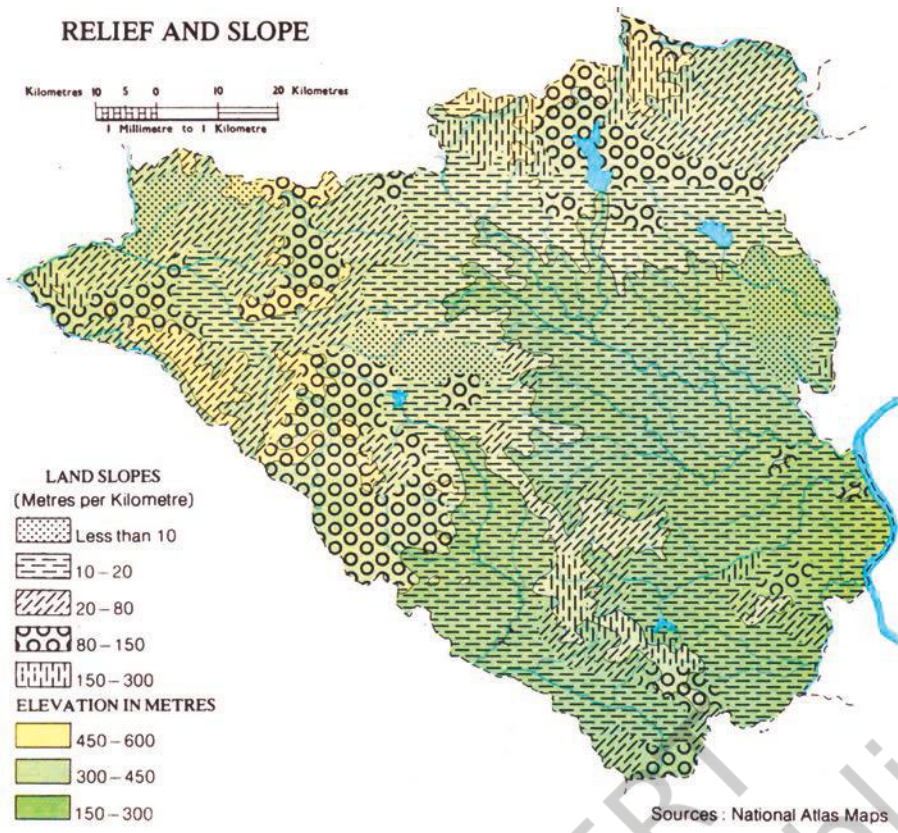 RELIEF AND SLOPE
Kilometres 10 5 0 10 20 Kilometres
1 Millimetre to 1 Kilometre
LAND SLOPES
(Metres per Kilometre)
Less than 10
10–20
20–80
80–150
150–300
ELEVATION IN METRES
450–600
300–450
150–300
Sources : National Atlas Maps